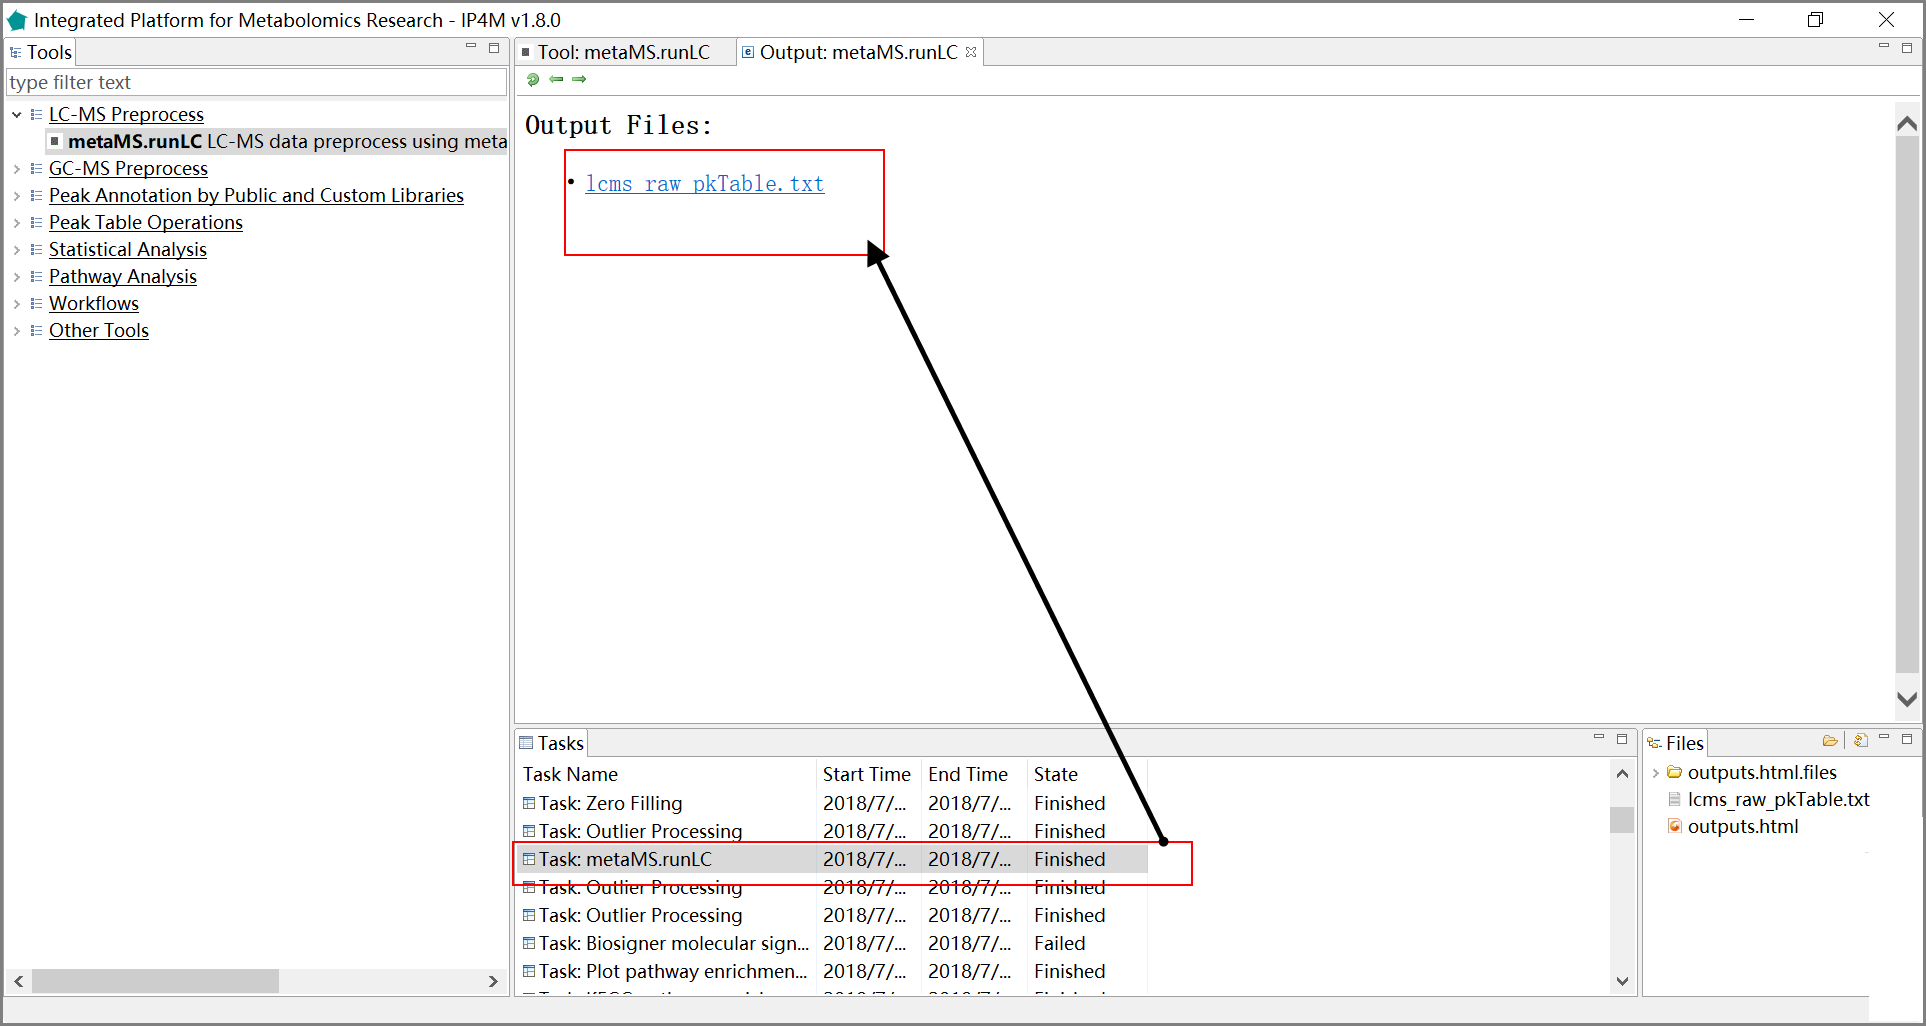 Integrated Platform for Metabolomics Research - IP4M v1.8.0
Tools
type filter text
LC-MS Preprocess
metaMS.runLC LC-MS data preprocess using meta
GC-MS Preprocess
Peak Annotation by Public and Custom Libraries
Peak Table Operations
Statistical Analysis
Pathway Analysis
Workflows
Other Tools
Tool: metaMS.runLC
Output: metaMS.runLC
Output Files:
• lcms_raw_pkTable.txt
Tasks
Task Name Start Time End Time State
Task: Zero Filling 2018/7/... 2018/7/... Finished
Task: Outlier Processing 2018/7/... 2018/7/... Finished
Task: metaMS.runLC 2018/7/... 2018/7/... Finished
Task: Outlier Processing 2018/7/... 2018/7/... Finished
Task: Outlier Processing 2018/7/... 2018/7/... Finished
Task: Biosigner molecular sign... 2018/7/... 2018/7/... Failed
Task: Plot pathway enrichmen... 2018/7/... 2018/7/... Finished
Files
outputs.html.files
lcms_raw_pkTable.txt
outputs.html